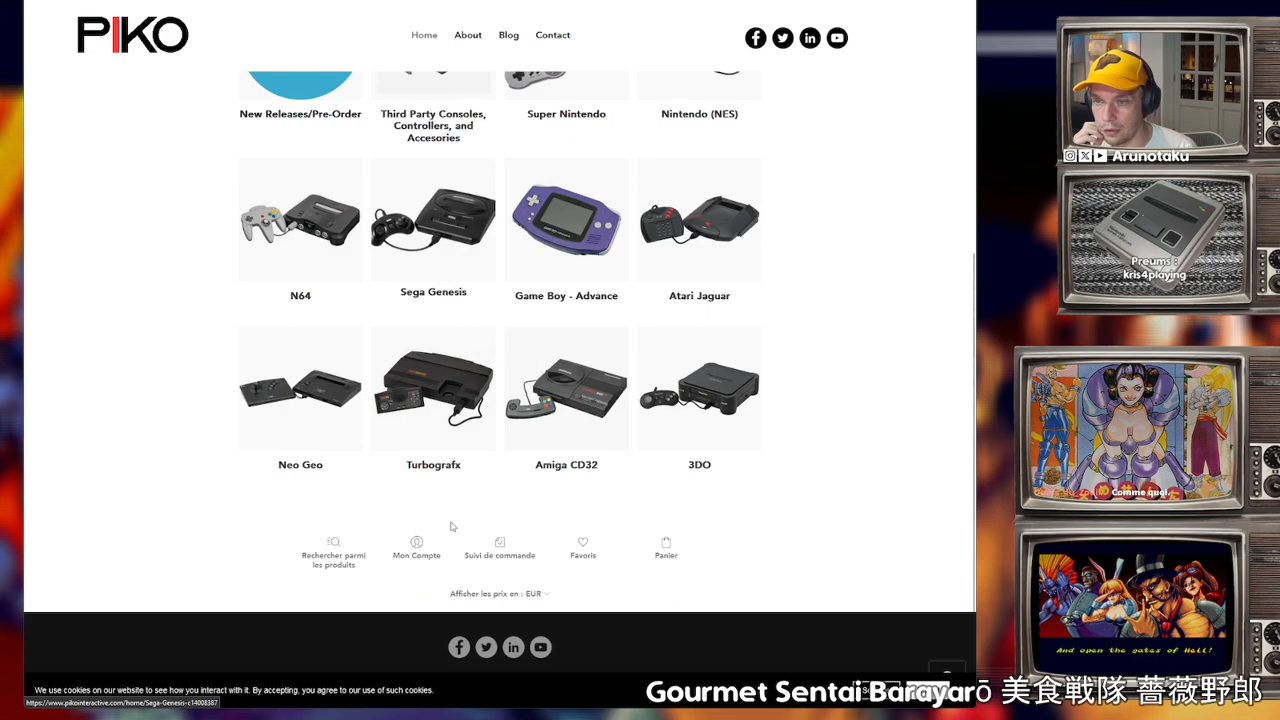 PIKO
Home
About
Blog
Contact
New Releases/Pre-Order
Third Party Consoles,
Controllers, and
Accesories
Super Nintendo
Nintendo (NES)
N64
Sega Genesis
Game Boy - Advance
Atari Jaguar
Neo Geo
Turbografx
Amiga CD32
3DO
Rechercher parmi
les produits
Mon Compte
Suivi de commande
Favoris
Panier
Afficher les prix en : EUR
We use cookies on our website to see how you interact with it. By accepting, you agree to our use of such cookies.
https://www.pikointeractive.com/home/Sega-Genesis-c14008387
Arunotaku
Preums :
kris4playing
Comme quoi.
And open the gates of Hell!
Gourmet Sentai Barayarō 美食戦隊 薔薇野郎